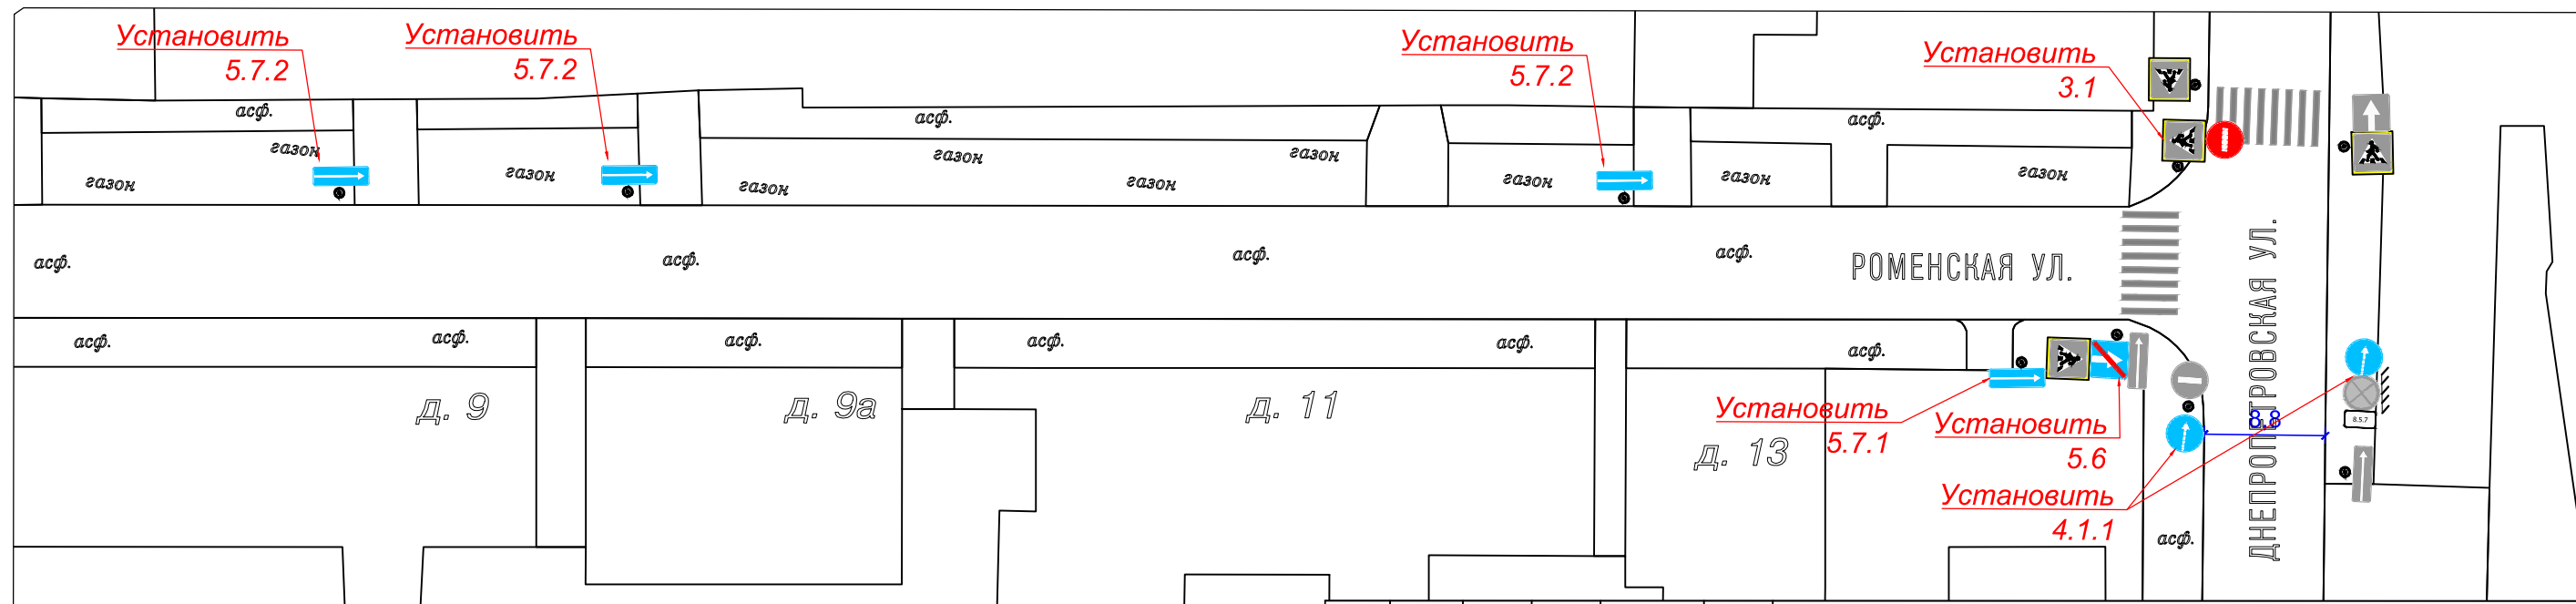 Установить
5.7.2
Установить
5.7.2
Установить
5.7.2
Установить
3.1
асф.
асф.
асф.
газон
газон
газон
газон
газон
газон
газон
газон
газон
газон
асф.
асф.
асф.
асф.
РОМЕНСКАЯ УЛ.
ДНЕПРОПЕТРОВСКАЯ УЛ.
асф.
асф.
асф.
асф.
асф.
асф.
д. 9
д. 9а
д. 11
д. 13
Установить
5.7.1
Установить
5.6
8.8
8.5.7
Установить
4.1.1
асф.